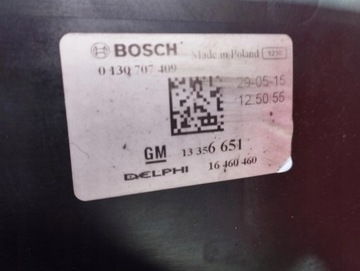 BOSCH Made in Poland
0 130 707 409
29-05-15
12:50:55
GM 13 356 651
DELPHI 16 460 460